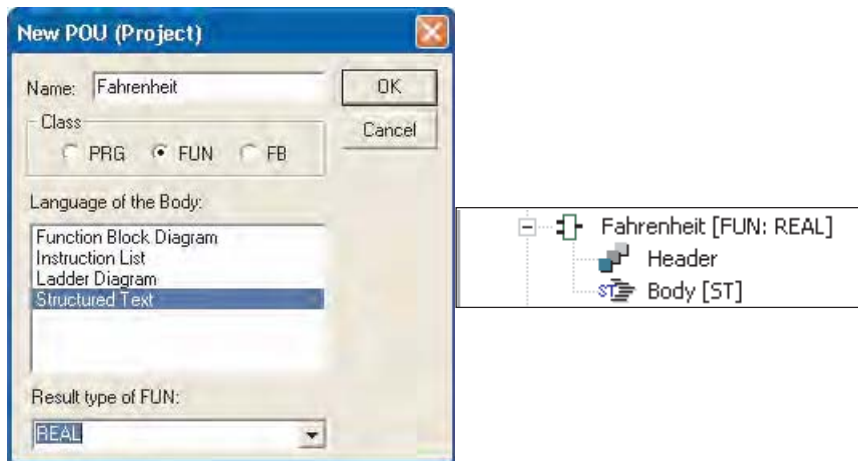 New POU (Project)
Name: Fahrenheit
OK
Class
PRG FUN FB
Cancel
Language of the Body:
Function Block Diagram
Instruction List
Ladder Diagram
Structured Text
Result type of FUN:
REAL
Fahrenheit [FUN: REAL]
Header
ST Body [ST]